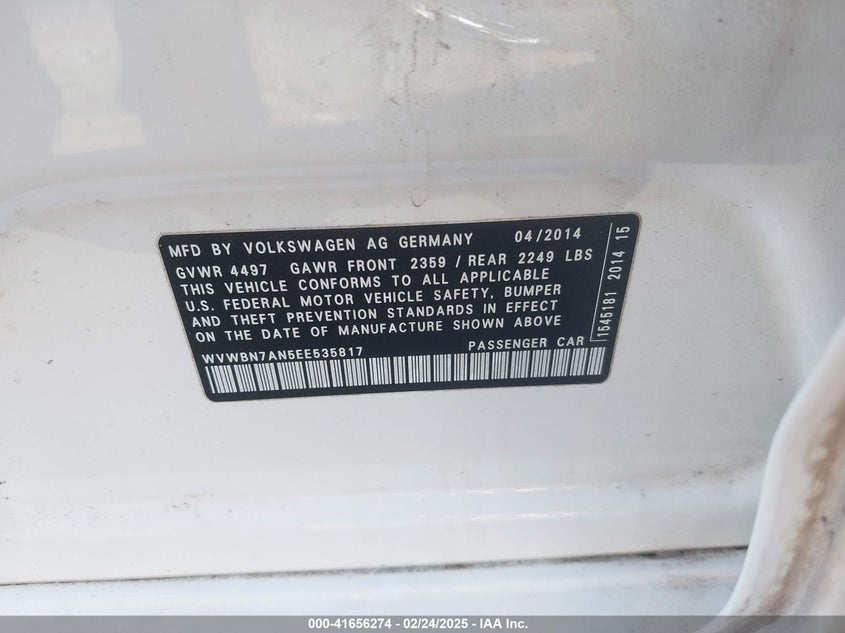 MFD BY VOLKSWAGEN AG GERMANY 04/2014
GVWR 4497 GAWR FRONT 2359 / REAR 2249 LBS
THIS VEHICLE CONFORMS TO ALL APPLICABLE
U.S. FEDERAL MOTOR VEHICLE SAFETY, BUMPER
AND THEFT PREVENTION STANDARDS IN EFFECT
ON THE DATE OF MANUFACTURE SHOWN ABOVE
WVWBN7AN5EE535817 PASSENGER CAR
1545181 2014 15
000-41656274 - 02/24/2025 - IAA Inc.